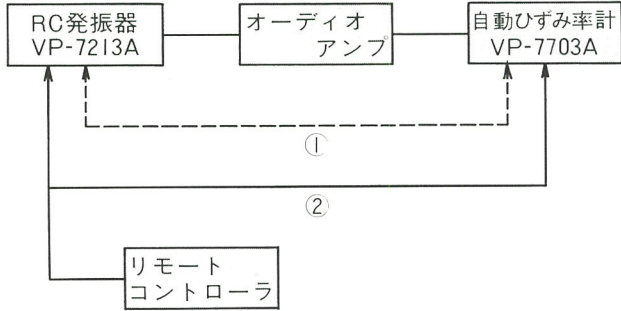 RC発振器
VP-7213A
オーディオ
アンプ
自動ひずみ率計
VP-7703A
①
②
リモート
コントローラ